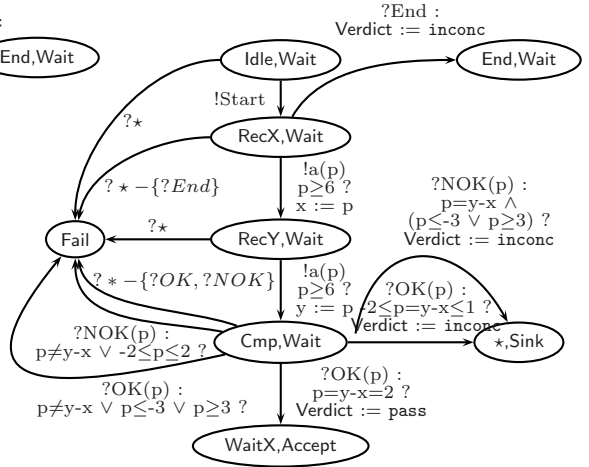 :
End,Wait
?End :
Verdict := inconc
Idle,Wait
End,Wait
!Start
?⋆
RecX,Wait
? ⋆ −{?End}
!a(p)
p≥6 ?
x := p
?NOK(p) :
p=y-x ∧
(p≤-3 ∨ p≥3) ?
Verdict := inconc
?⋆
Fail
RecY,Wait
? ∗ −{?OK, ?NOK}
!a(p)
p≥6 ?
y := p
?OK(p) :
-2≤p=y-x≤1 ?
Verdict := inconc
?NOK(p) :
p≠y-x ∨ -2≤p≤2 ?
Cmp,Wait
⋆,Sink
?OK(p) :
p≠y-x ∨ p≤-3 ∨ p≥3 ?
?OK(p) :
p=y-x=2 ?
Verdict := pass
WaitX,Accept